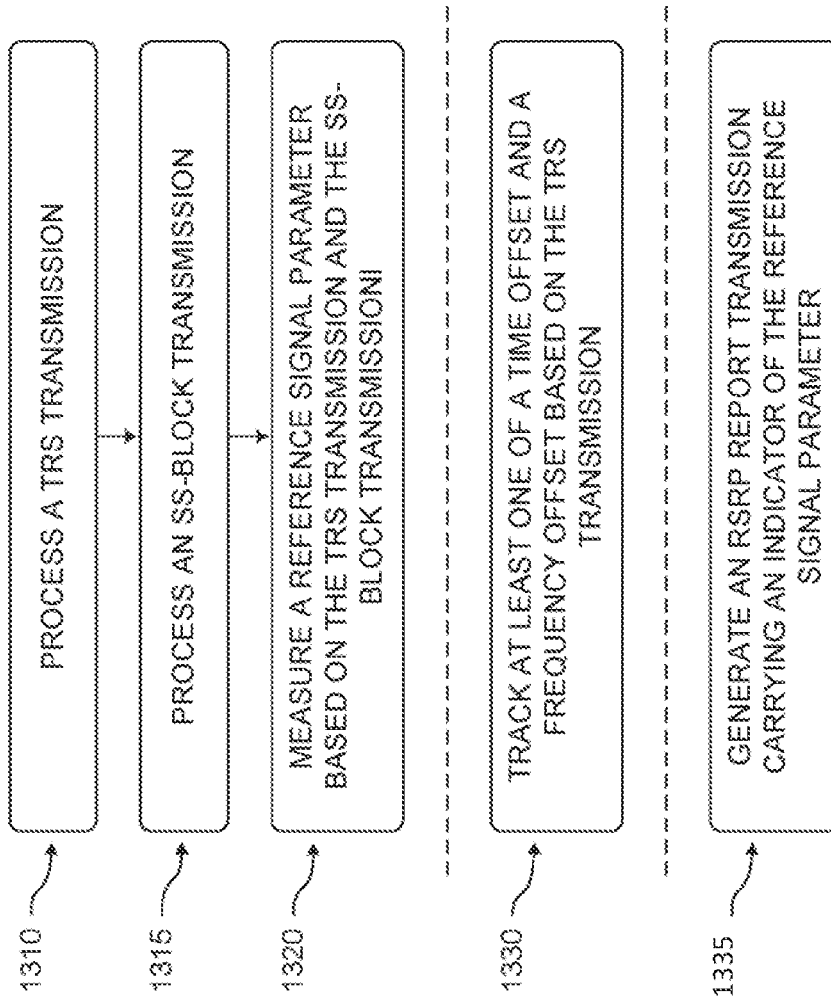 1310
PROCESS A TRS TRANSMISSION
1315
PROCESS AN SS-BLOCK TRANSMISSION
1320
MEASURE A REFERENCE SIGNAL PARAMETER
BASED ON THE TRS TRANSMISSION AND THE SS-
BLOCK TRANSMISSIONI
1330
TRACK AT LEAST ONE OF A TIME OFFSET AND A
FREQUENCY OFFSET BASED ON THE TRS
TRANSMISSION
1335
GENERATE AN RSRP REPORT TRANSMISSION
CARRYING AN INDICATOR OF THE REFERENCE
SIGNAL PARAMETER